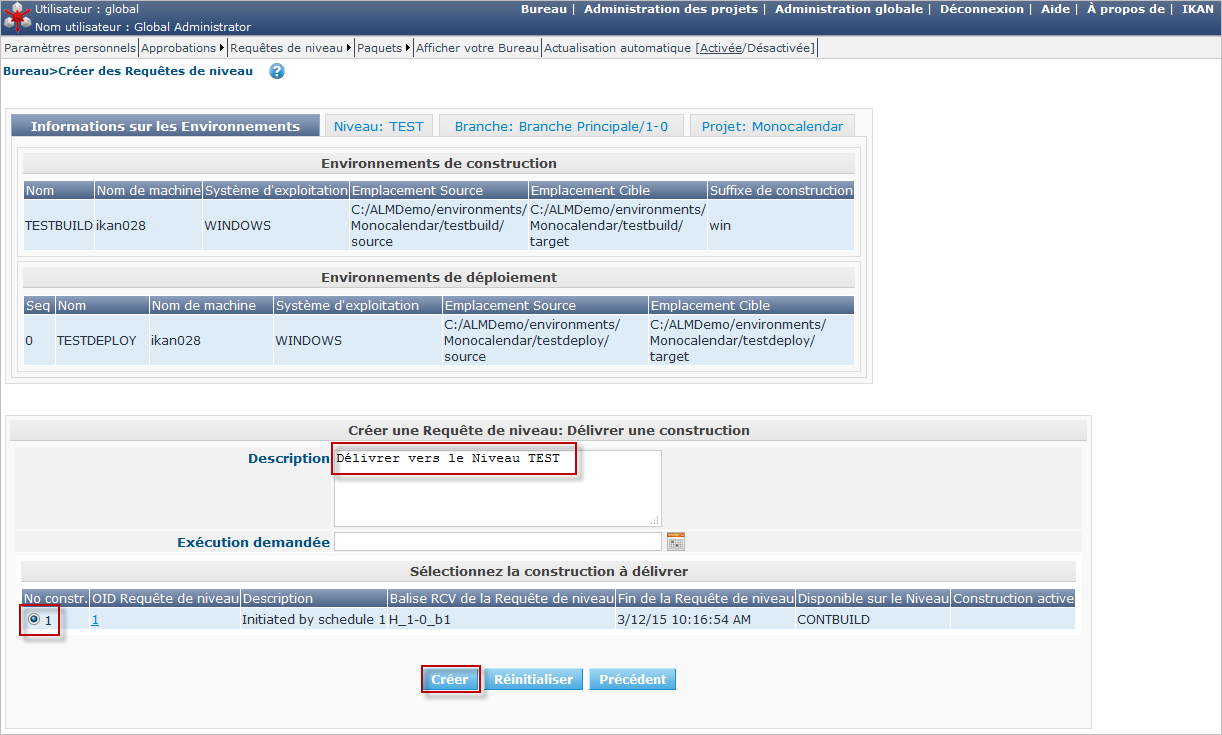 Utilisateur : global
Nom utilisateur : Global Administrator
Bureau | Administration des projets | Administration globale | Déconnexion | Aide | À propos de | IKAN
Paramètres personnels Approbations Requêtes de niveau Paquets Afficher votre Bureau Actualisation automatique [Activée/Désactivée]
Bureau>Créer des Requêtes de niveau ?
Informations sur les Environnements Niveau: TEST Branche: Branche Principale/1-0 Projet: Monocalendar
Environnements de construction
Nom Nom de machine Système d'exploitation Emplacement Source Emplacement Cible Suffixe de construction
TESTBUILD ikan028 WINDOWS C:/ALMDemo/environments/ C:/ALMDemo/environments/ win
Monocalendar/testbuild/ Monocalendar/testbuild/
source target
Environnements de déploiement
Seq Nom Nom de machine Système d'exploitation Emplacement Source Emplacement Cible
0 TESTDEPLOY ikan028 WINDOWS C:/ALMDemo/environments/ C:/ALMDemo/environments/
Monocalendar/testdeploy/ Monocalendar/testdeploy/
source target
Créer une Requête de niveau: Délivrer une construction
Description Délivrer vers le Niveau TEST
Exécution demandée
Sélectionnez la construction à délivrer
No constr. OID Requête de niveau Description Balise RCV de la Requête de niveau Fin de la Requête de niveau Disponible sur le Niveau Construction active
1 1 Initiated by schedule 1 H_1-0_b1 3/12/15 10:16:54 AM CONTBUILD
Créer Réinitialiser Précédent